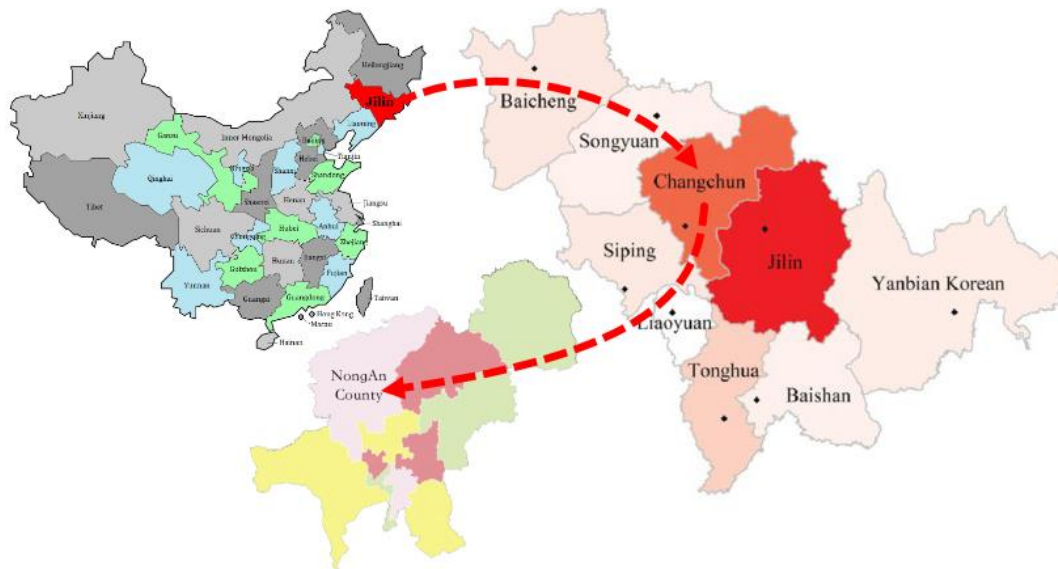 Heilongjiang
Jilin
Xinjiang
Liaoning
Gansu
Inner Mongolia
Beijing
Tianjin
Hebei
Shanxi
Ningxia
Qinghai
Shandong
Shaanxi
Henan
Jiangsu
Tibet
Shanghai
Anhui
Hubei
Sichuan
Chongqing
Zhejiang
Hunan
Jiangxi
Guizhou
Fujian
Yunnan
Guangxi
Guangdong
Taiwan
Hong Kong
Macau
Hainan
Baicheng
Songyuan
Changchun
Siping
Jilin
Yanbian Korean
Liaoyuan
Tonghua
Baishan
NongAn
County